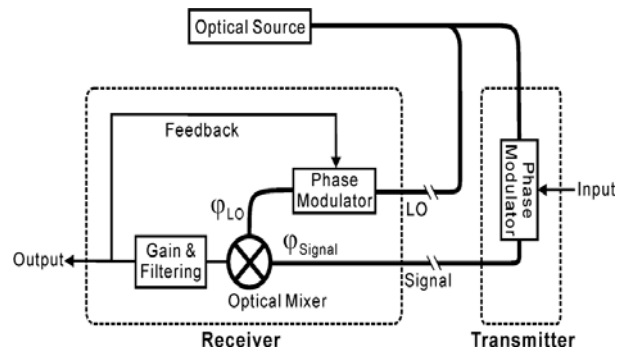 Optical Source
Feedback
Phase
Modulator
Phase
Modulator
Input
φLO
LO
Output
Gain &
Filtering
φSignal
Optical Mixer
Signal
Receiver
Transmitter